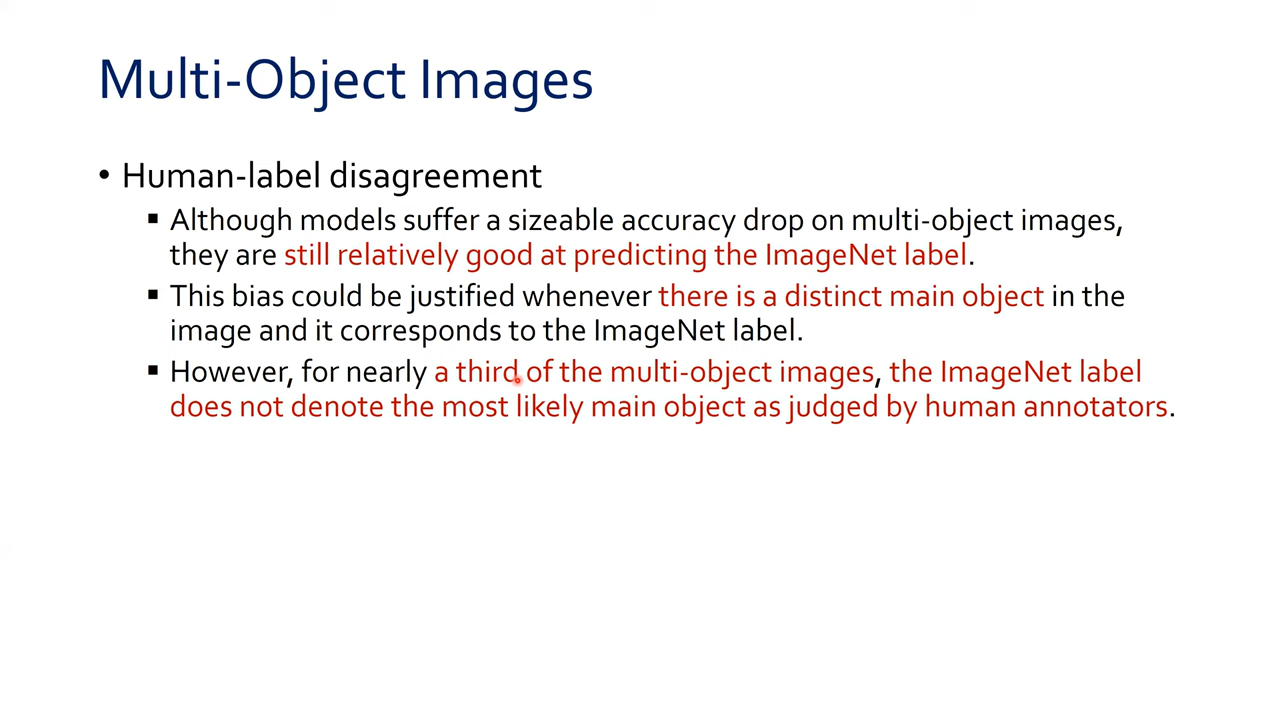 Multi-Object Images
• Human-label disagreement
▪ Although models suffer a sizeable accuracy drop on multi-object images,
they are still relatively good at predicting the ImageNet label.
▪ This bias could be justified whenever there is a distinct main object in the
image and it corresponds to the ImageNet label.
▪ However, for nearly a third of the multi-object images, the ImageNet label
does not denote the most likely main object as judged by human annotators.